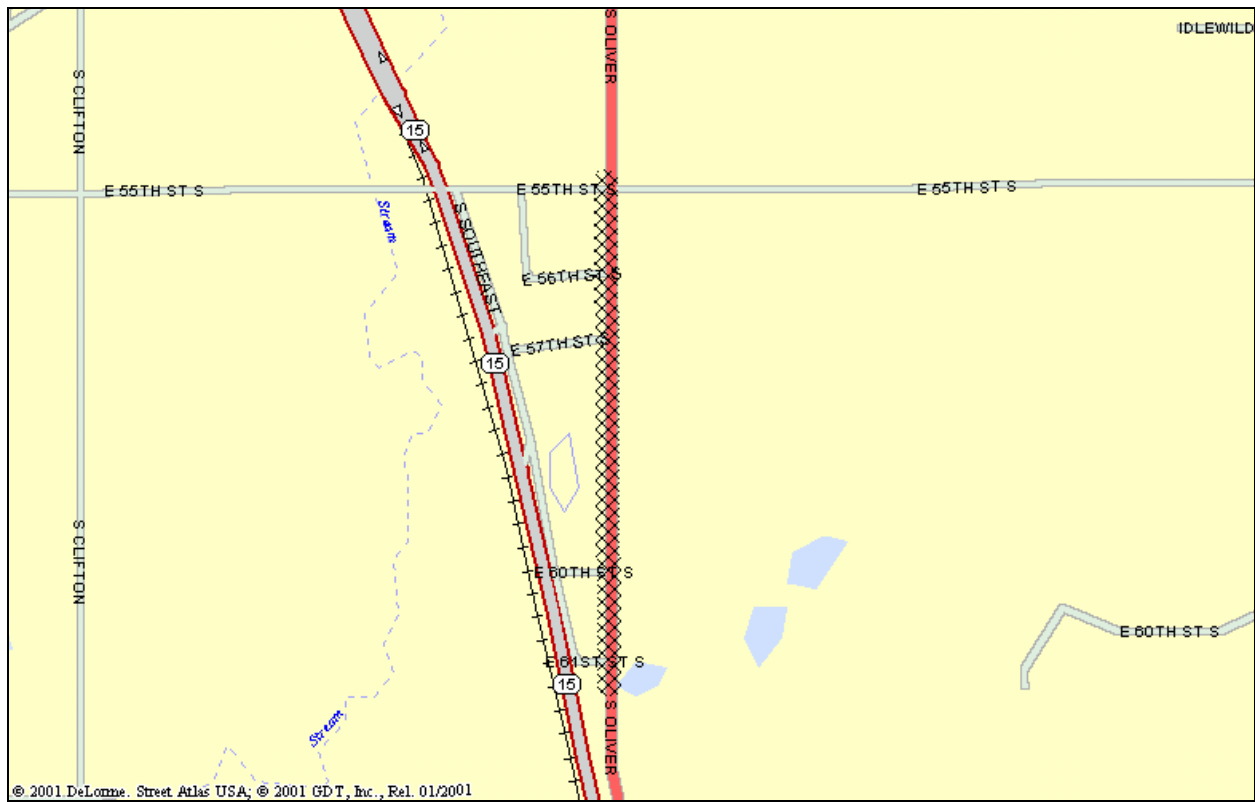 S OLIVER
IDLEWILD
S CLIFTON
15
E 55TH ST S
E 55TH ST S
E 55TH ST S
Stream
S SOUTHEAST
E 56TH ST S
E 57TH ST S
15
S CLIFTON
E 60TH ST S
E 60TH ST S
E 61ST ST S
15
S OLIVER
Stream
© 2001 DeLorme. Street Atlas USA; © 2001 GDT, Inc., Rel. 01/2001